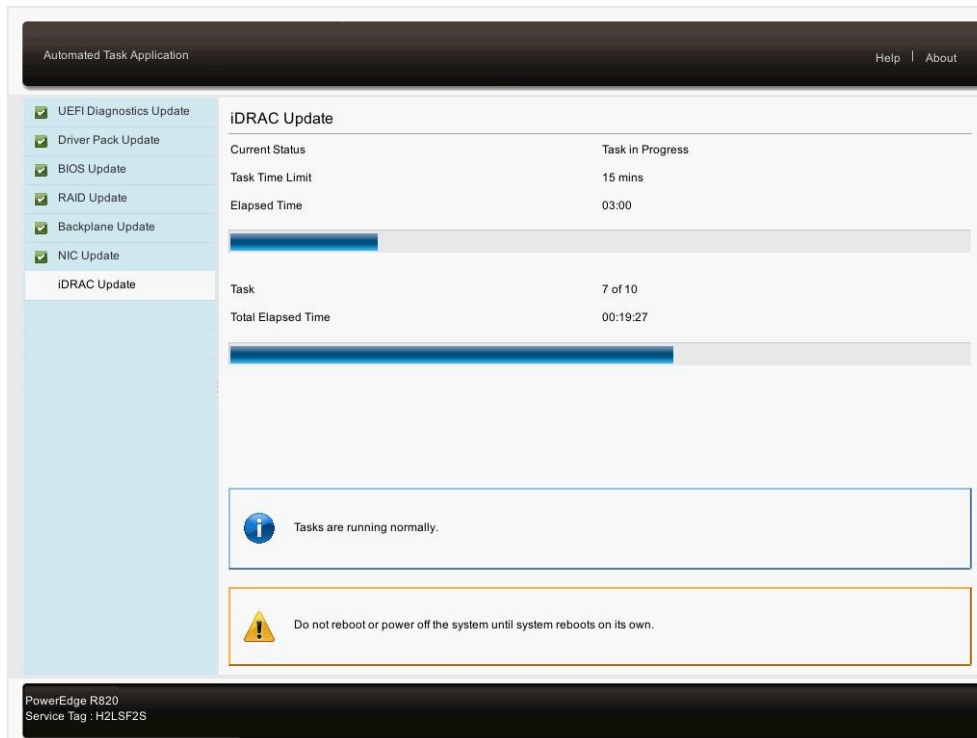 Automated Task Application
Help | About
UEFI Diagnostics Update
Driver Pack Update
BIOS Update
RAID Update
Backplane Update
NIC Update
iDRAC Update
iDRAC Update
Current Status Task in Progress
Task Time Limit 15 mins
Elapsed Time 03:00
Task 7 of 10
Total Elapsed Time 00:19:27
Tasks are running normally.
Do not reboot or power off the system until system reboots on its own.
PowerEdge R820
Service Tag : H2LSF2S